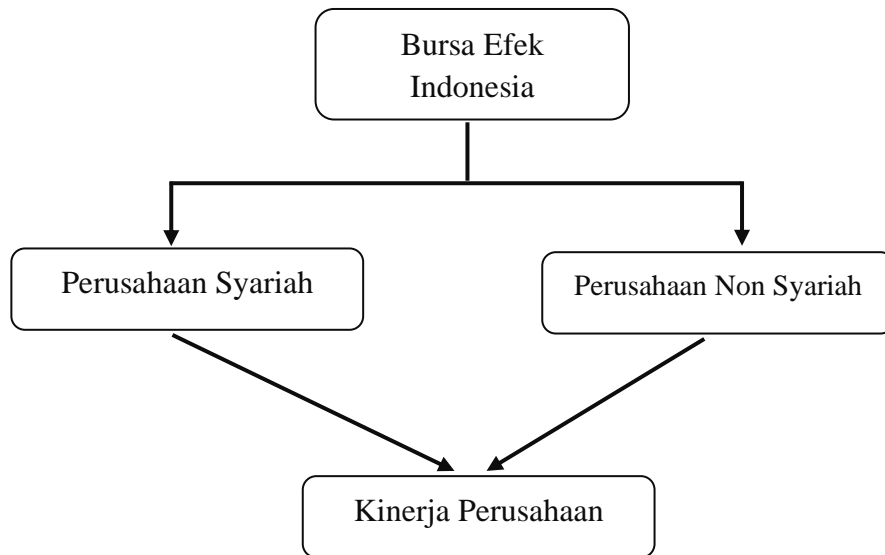 Bursa Efek
Indonesia
Perusahaan Syariah
Perusahaan Non Syariah
Kinerja Perusahaan